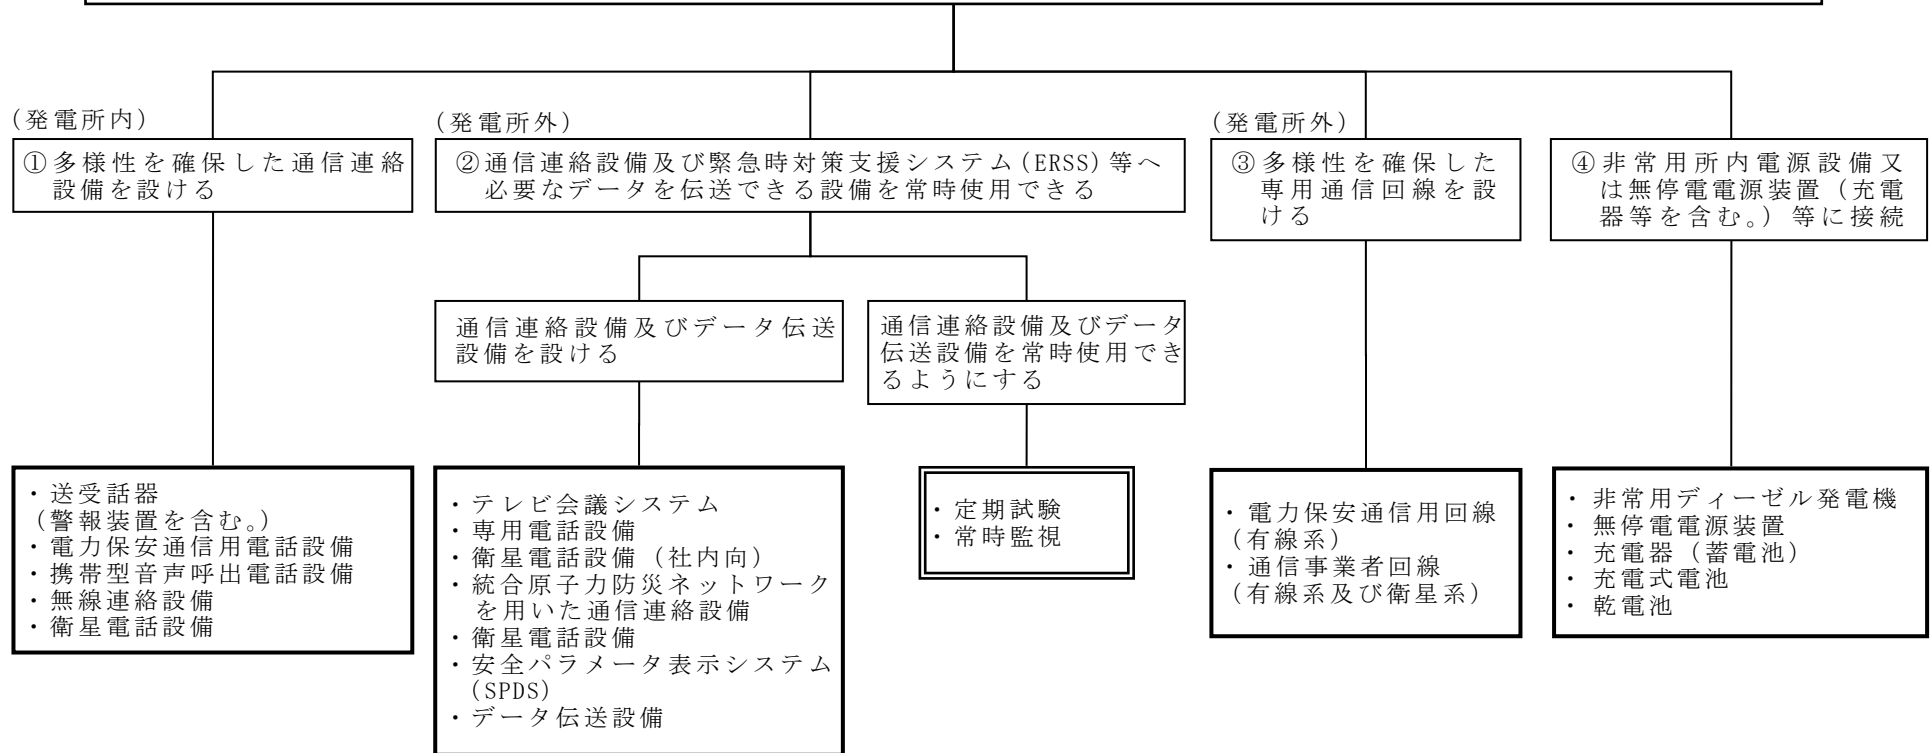 (発電所内)
①多様性を確保した通信連絡
設備を設ける
(発電所外)
②通信連絡設備及び緊急時対策支援システム(ERSS)等へ
必要なデータを伝送できる設備を常時使用できる
(発電所外)
③多様性を確保した
専用通信回線を設
ける
④非常用所内電源設備又
は無停電電源装置（充電
器等を含む。）等に接続
通信連絡設備及びデータ伝送
設備を設ける
通信連絡設備及びデータ
伝送設備を常時使用でき
るようにする
・送受話器
（警報装置を含む。）
・電力保安通信用電話設備
・携帯型音声呼出電話設備
・無線連絡設備
・衛星電話設備
・テレビ会議システム
・専用電話設備
・衛星電話設備（社内向）
・統合原子力防災ネットワーク
を用いた通信連絡設備
・衛星電話設備
・安全パラメータ表示システム
(SPDS)
・データ伝送設備
・定期試験
・常時監視
・電力保安通信用回線
（有線系）
・通信事業者回線
（有線系及び衛星系）
・非常用ディーゼル発電機
・無停電電源装置
・充電器（蓄電池）
・充電式電池
・乾電池